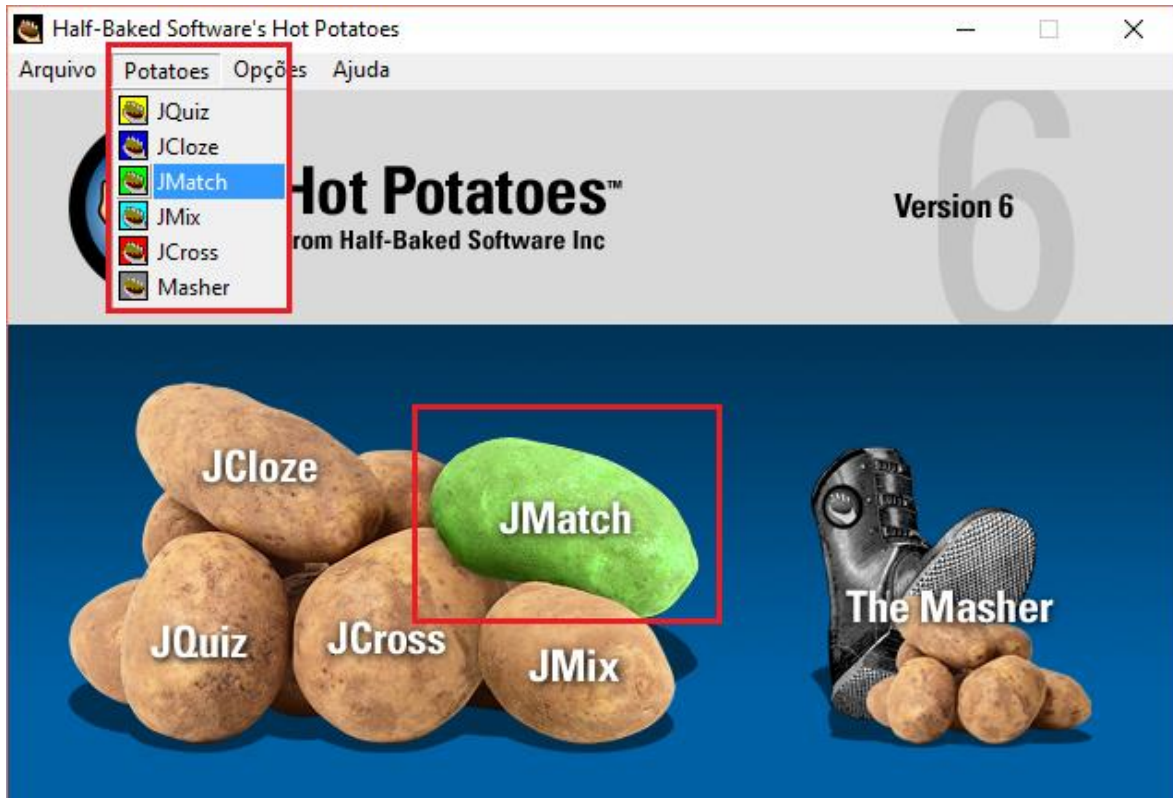 Half-Baked Software's Hot Potatoes
Arquivo Potatoes Opções Ajuda
JQuiz
JCloze
JMatch
JMix
JCross
Masher
Hot Potatoes™
rom Half-Baked Software Inc
Version 6
6
JCloze
JMatch
The Masher
JQuiz
JCross
JMix